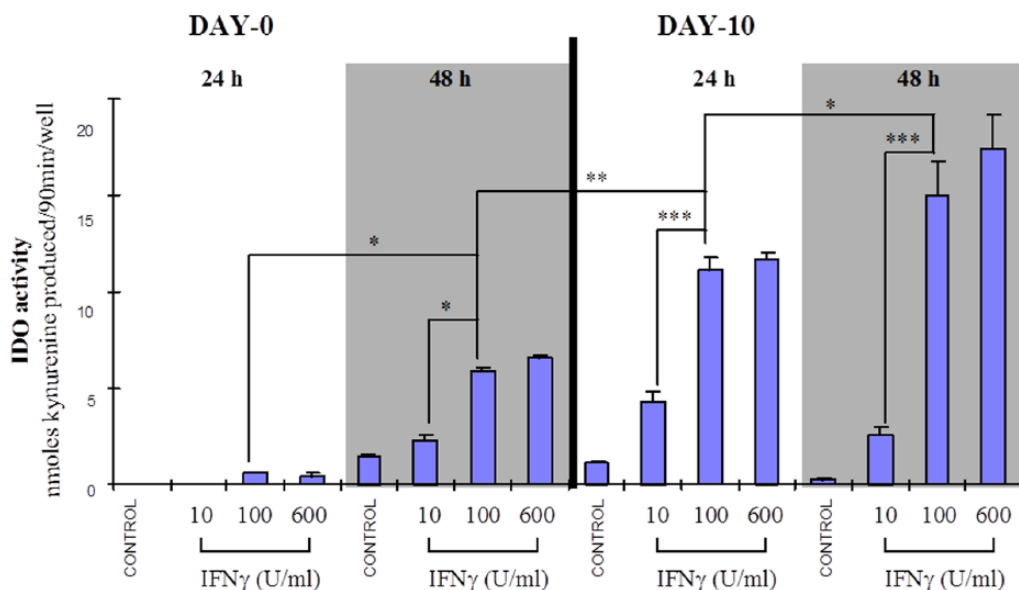 DAY-0 DAY-10
24 h 48 h 24 h 48 h
IDO activity
nmoles kynurenine produced/90min/well
20
15
10
5
0
*
***
**
***
*
*
CONTROL 10 100 600 CONTROL 10 100 600 CONTROL 10 100 600 CONTROL 10 100 600
IFNγ (U/ml) IFNγ (U/ml) IFNγ (U/ml) IFNγ (U/ml)